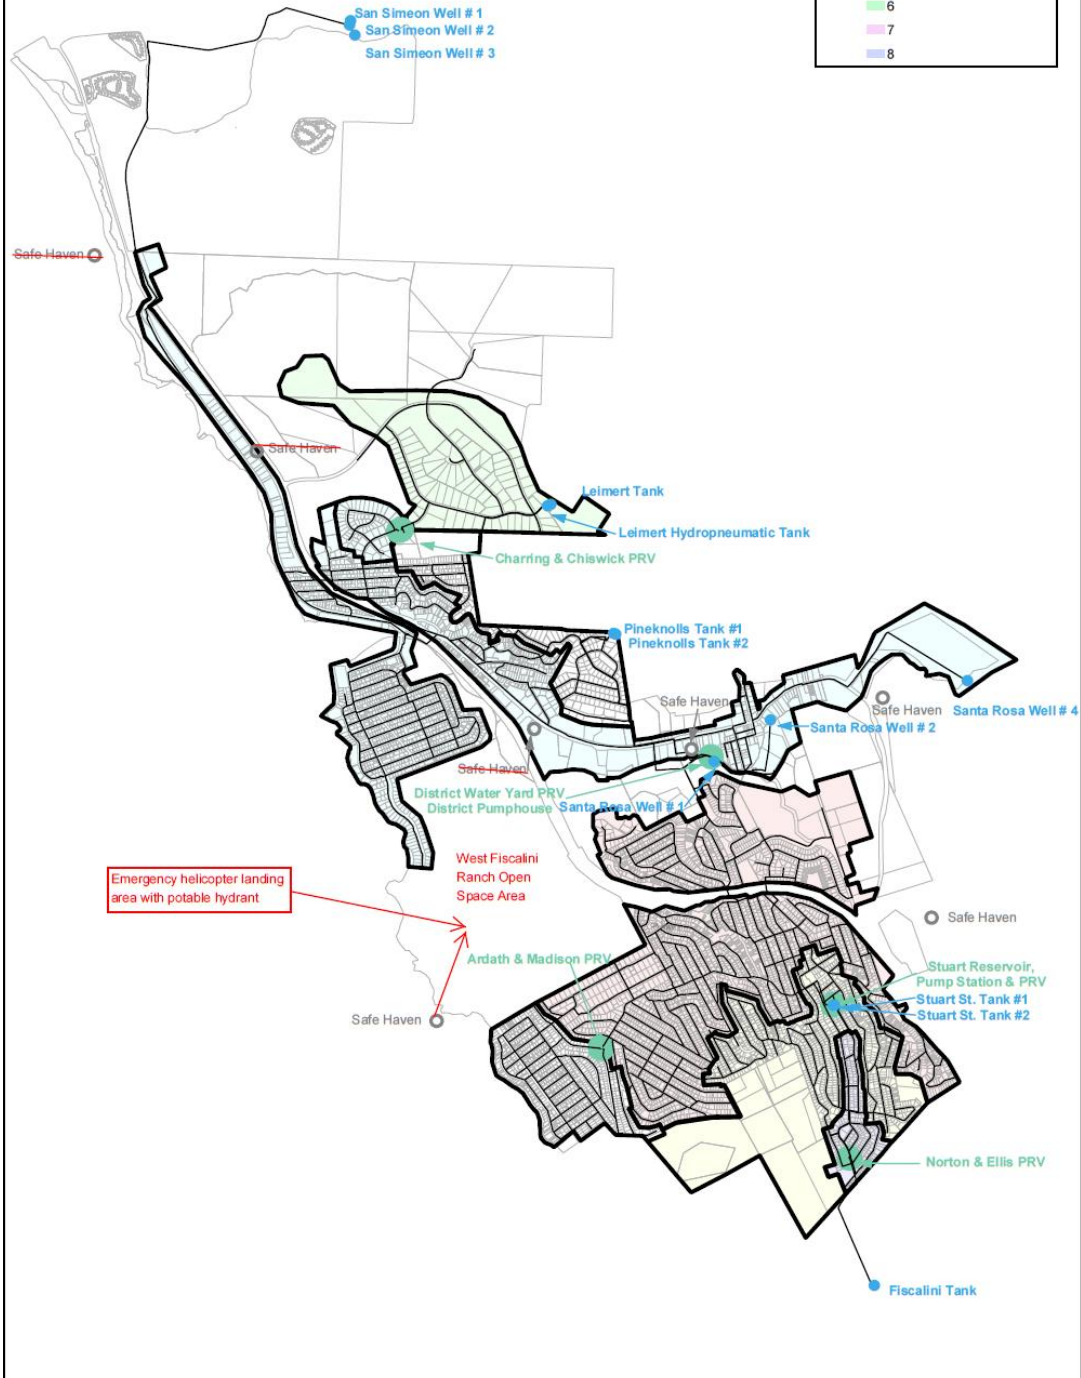 San Simeon Well # 1
San Simeon Well # 2
San Simeon Well # 3
6
7
8
Safe Haven
Safe Haven
Leimert Tank
Leimert Hydropneumatic Tank
Charring & Chiswick PRV
Pineknolls Tank #1
Pineknolls Tank #2
Safe Haven
Safe Haven
Santa Rosa Well # 4
Santa Rosa Well # 2
Safe Haven
District Water Yard PRV
District Pumphouse
Santa Rosa Well # 1
West Fiscalini
Ranch Open
Space Area
Emergency helicopter landing
area with potable hydrant
Safe Haven
Ardath & Madison PRV
Stuart Reservoir,
Pump Station & PRV
Stuart St. Tank #1
Stuart St. Tank #2
Safe Haven
Norton & Ellis PRV
Fiscalini Tank